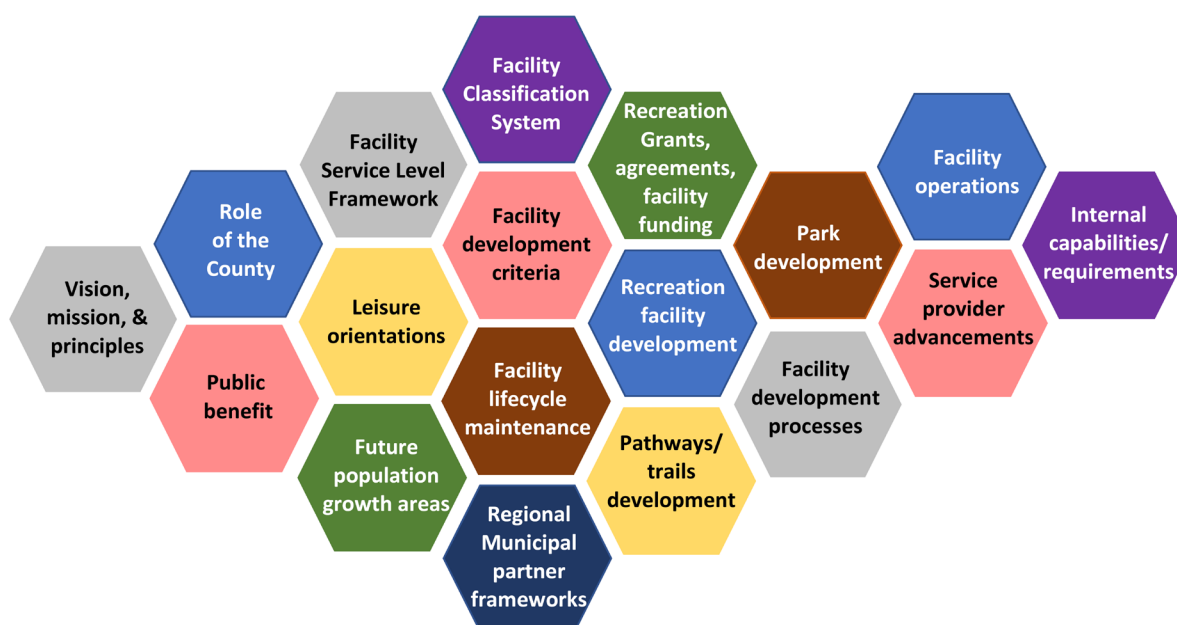 Vision,
mission, &
principles
Role
of the
County
Public
benefit
Facility
Service Level
Framework
Leisure
orientations
Future
population
growth areas
Facility
Classification
System
Facility
development
criteria
Facility
lifecycle
maintenance
Regional
Municipal
partner
frameworks
Recreation
Grants,
agreements,
facility
funding
Recreation
facility
development
Pathways/
trails
development
Park
development
Facility
development
processes
Facility
operations
Service
provider
advancements
Internal
capabilities/
requirements